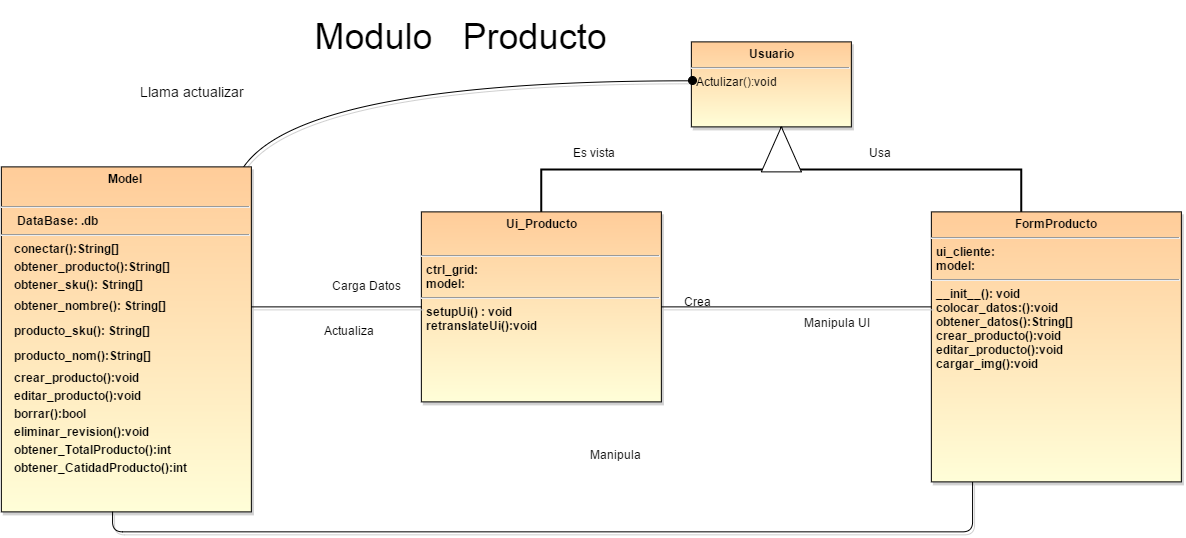 Modulo Producto
Usuario
Actulizar():void
Llama actualizar
Es vista
Usa
Model
DataBase: .db
conectar():String[]
obtener_producto():String[]
obtener_sku(): String[]
obtener_nombre(): String[]
producto_sku(): String[]
producto_nom():String[]
crear_producto():void
editar_producto():void
borrar():bool
eliminar_revision():void
obtener_TotalProducto():int
obtener_CatidadProducto():int
Carga Datos
Actualiza
Ui_Producto
ctrl_grid:
model:
setupUi() : void
retranslateUi():void
Crea
Manipula UI
FormProducto
ui_cliente:
model:
__init__(): void
colocar_datos:():void
obtener_datos():String[]
crear_producto():void
editar_producto():void
cargar_img():void
Manipula